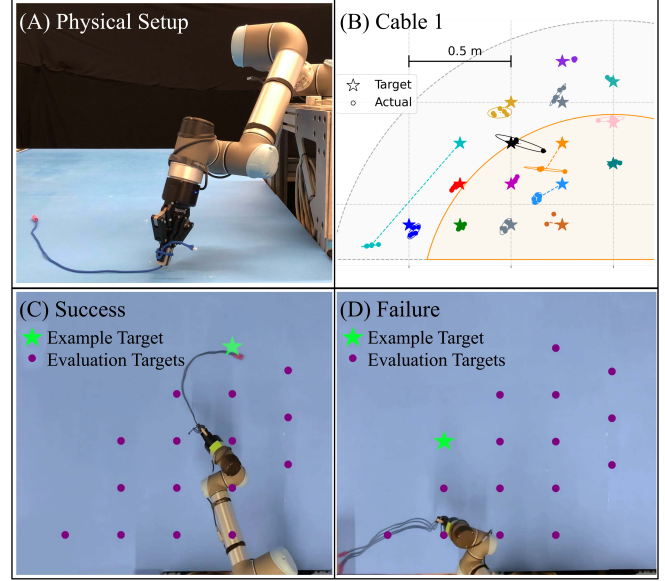 (A) Physical Setup
(B) Cable 1
0.5 m
Target
Actual
(C) Success
Example Target
Evaluation Targets
(D) Failure
Example Target
Evaluation Targets